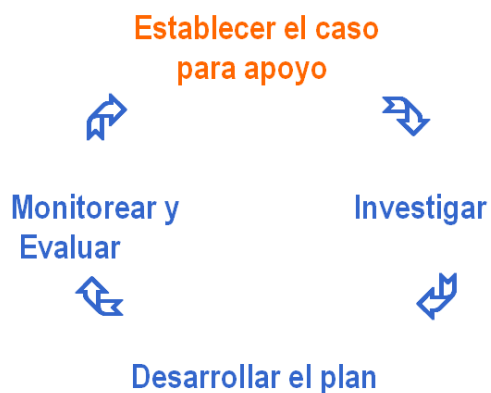 Establecer el caso
para apoyo
Monitorear y
Evaluar
Investigar
Desarrollar el plan